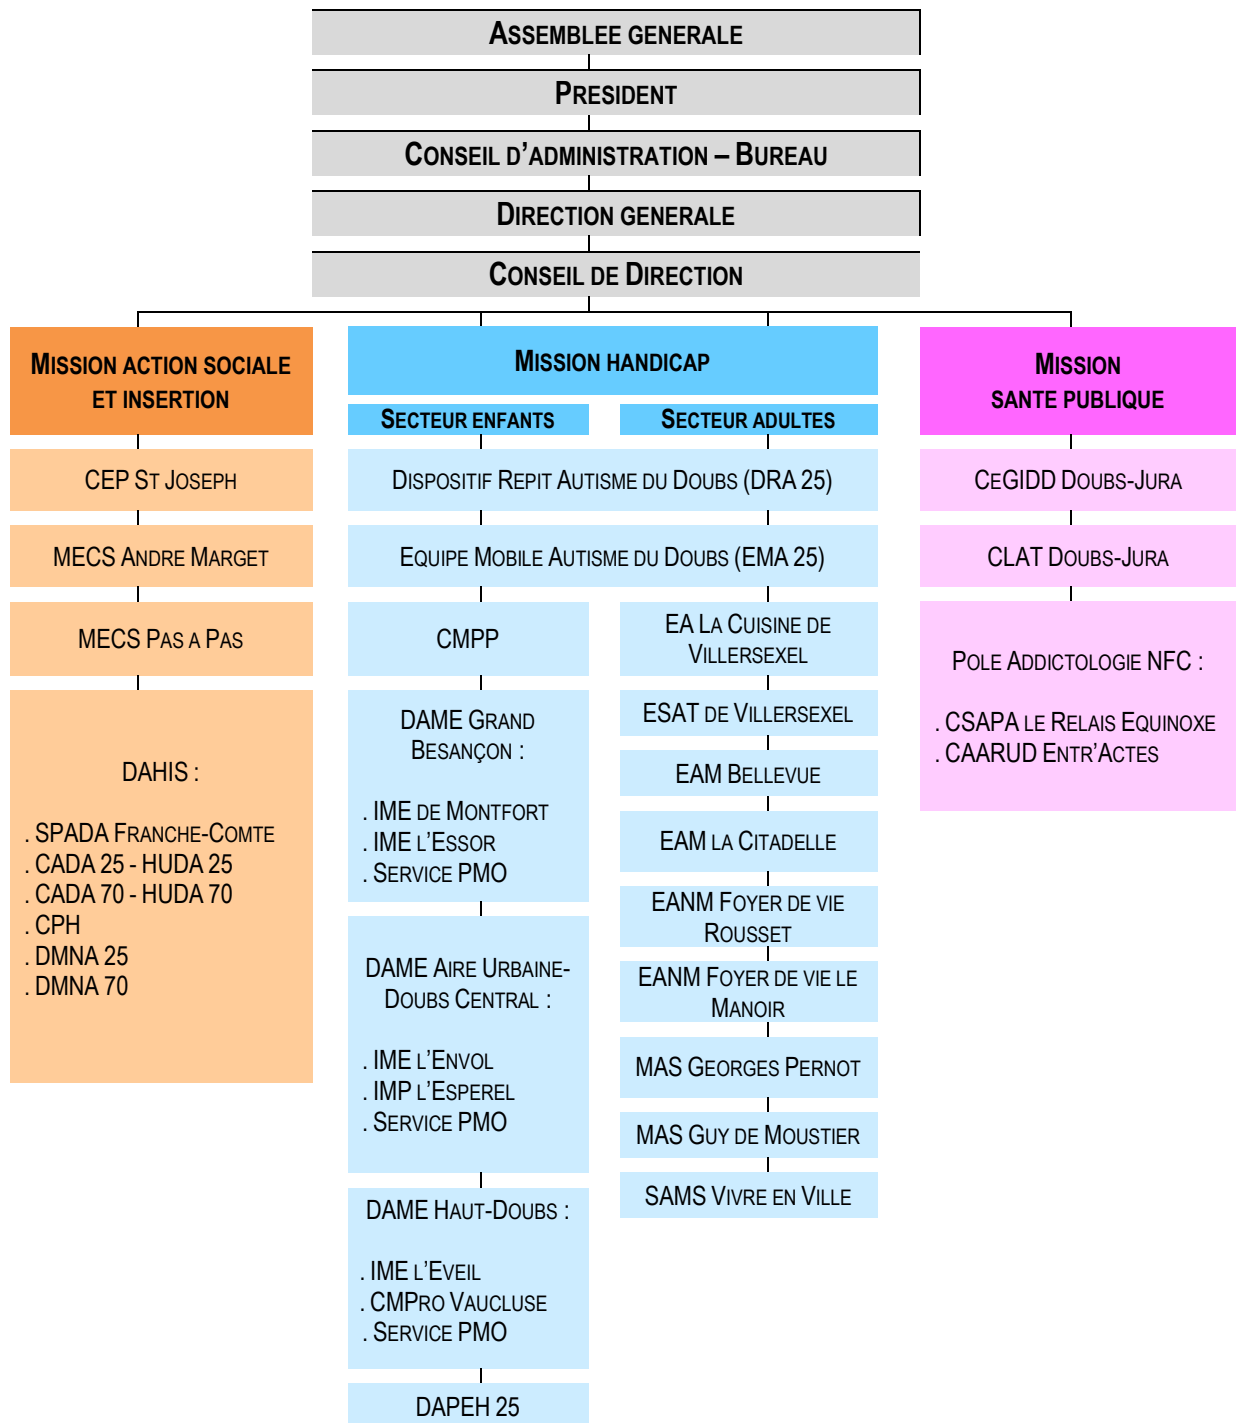 ASSEMBLEE GENERALE
PRESIDENT
CONSEIL D’ADMINISTRATION – BUREAU
DIRECTION GENERALE
CONSEIL DE DIRECTION
MISSION ACTION SOCIALE
ET INSERTION
CEP ST JOSEPH
MECS ANDRE MARGET
MECS PAS A PAS
DAHIS :
. SPADA FRANCHE-COMTE
. CADA 25 - HUDA 25
. CADA 70 - HUDA 70
. CPH
. DMNA 25
. DMNA 70
MISSION HANDICAP
SECTEUR ENFANTS
SECTEUR ADULTES
DISPOSITIF REPIT AUTISME DU DOUBS (DRA 25)
EQUIPE MOBILE AUTISME DU DOUBS (EMA 25)
CMPP
DAME GRAND
BESANÇON :
. IME DE MONTFORT
. IME L’ESSOR
. SERVICE PMO
DAME AIRE URBAINE-
DOUBS CENTRAL :
. IME L’ENVOL
. IMP L’ESPEREL
. SERVICE PMO
DAME HAUT-DOUBS :
. IME L’EVEIL
. CMPRO VAUCLUSE
. SERVICE PMO
DAPEH 25
EA LA CUISINE DE
VILLERSEXEL
ESAT DE VILLERSEXEL
EAM BELLEVUE
EAM LA CITADELLE
EANM FOYER DE VIE
ROUSSET
EANM FOYER DE VIE LE
MANOIR
MAS GEORGES PERNOT
MAS GUY DE MOUSTIER
SAMS VIVRE EN VILLE
MISSION
SANTE PUBLIQUE
CEGIDD DOUBS-JURA
CLAT DOUBS-JURA
POLE ADDICTOLOGIE NFC :
. CSAPA LE RELAIS EQUINOXE
. CAARUD ENTR’ACTES